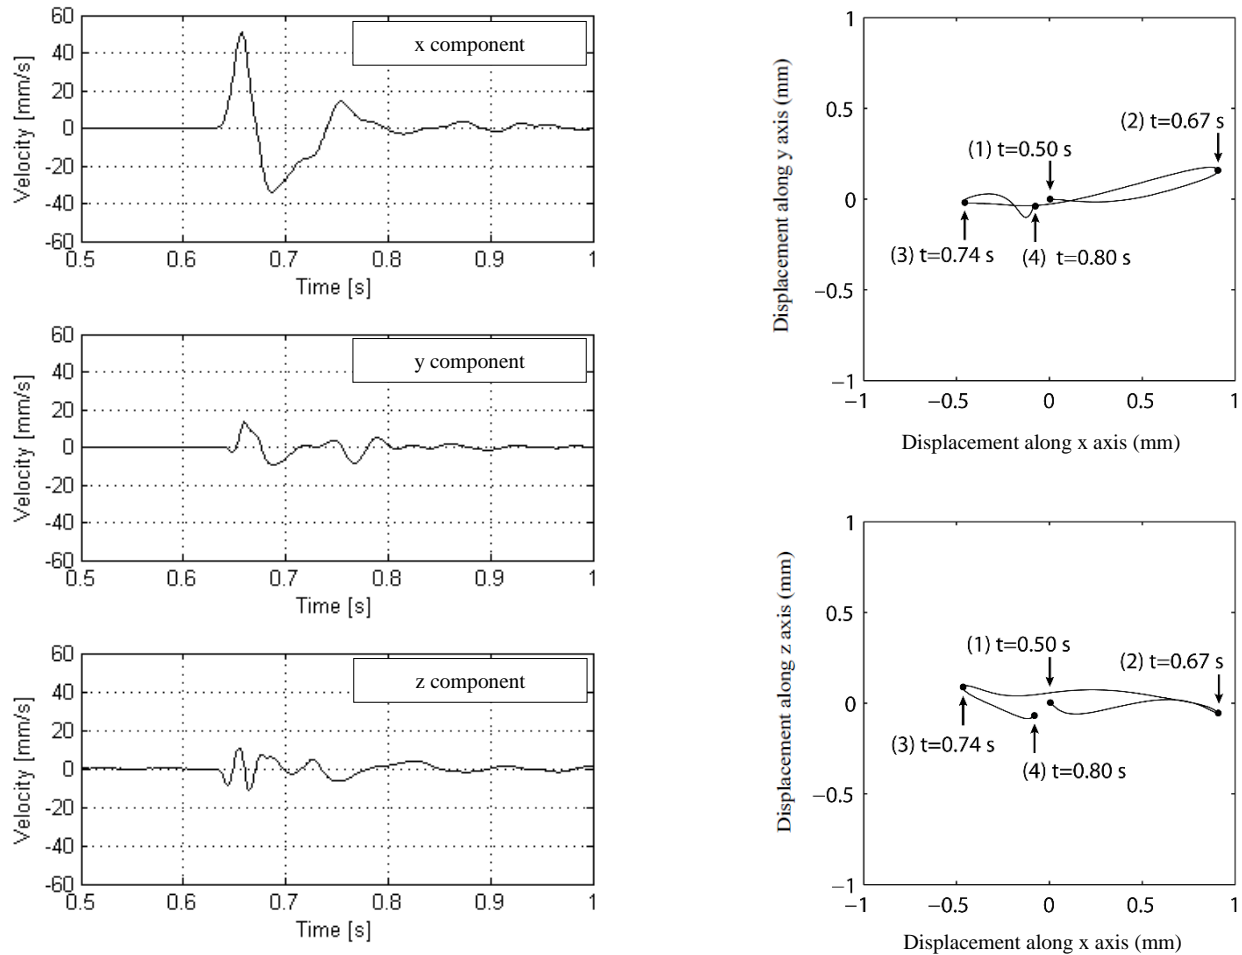 60
40
20
0
-20
-40
-60
Velocity [mm/s]
x component
0.5 0.6 0.7 0.8 0.9 1
Time [s]
60
40
20
0
-20
-40
-60
Velocity [mm/s]
y component
0.5 0.6 0.7 0.8 0.9 1
Time [s]
60
40
20
0
-20
-40
-60
Velocity [mm/s]
z component
0.5 0.6 0.7 0.8 0.9 1
Time [s]
1
0.5
0
−0.5
−1
Displacement along y axis (mm)
(2) t=0.67 s
(1) t=0.50 s
(3) t=0.74 s
(4) t=0.80 s
−1 −0.5 0 0.5 1
Displacement along x axis (mm)
1
0.5
0
−0.5
−1
Displacement along z axis (mm)
(1) t=0.50 s
(2) t=0.67 s
(3) t=0.74 s
(4) t=0.80 s
−1 −0.5 0 0.5 1
Displacement along x axis (mm)